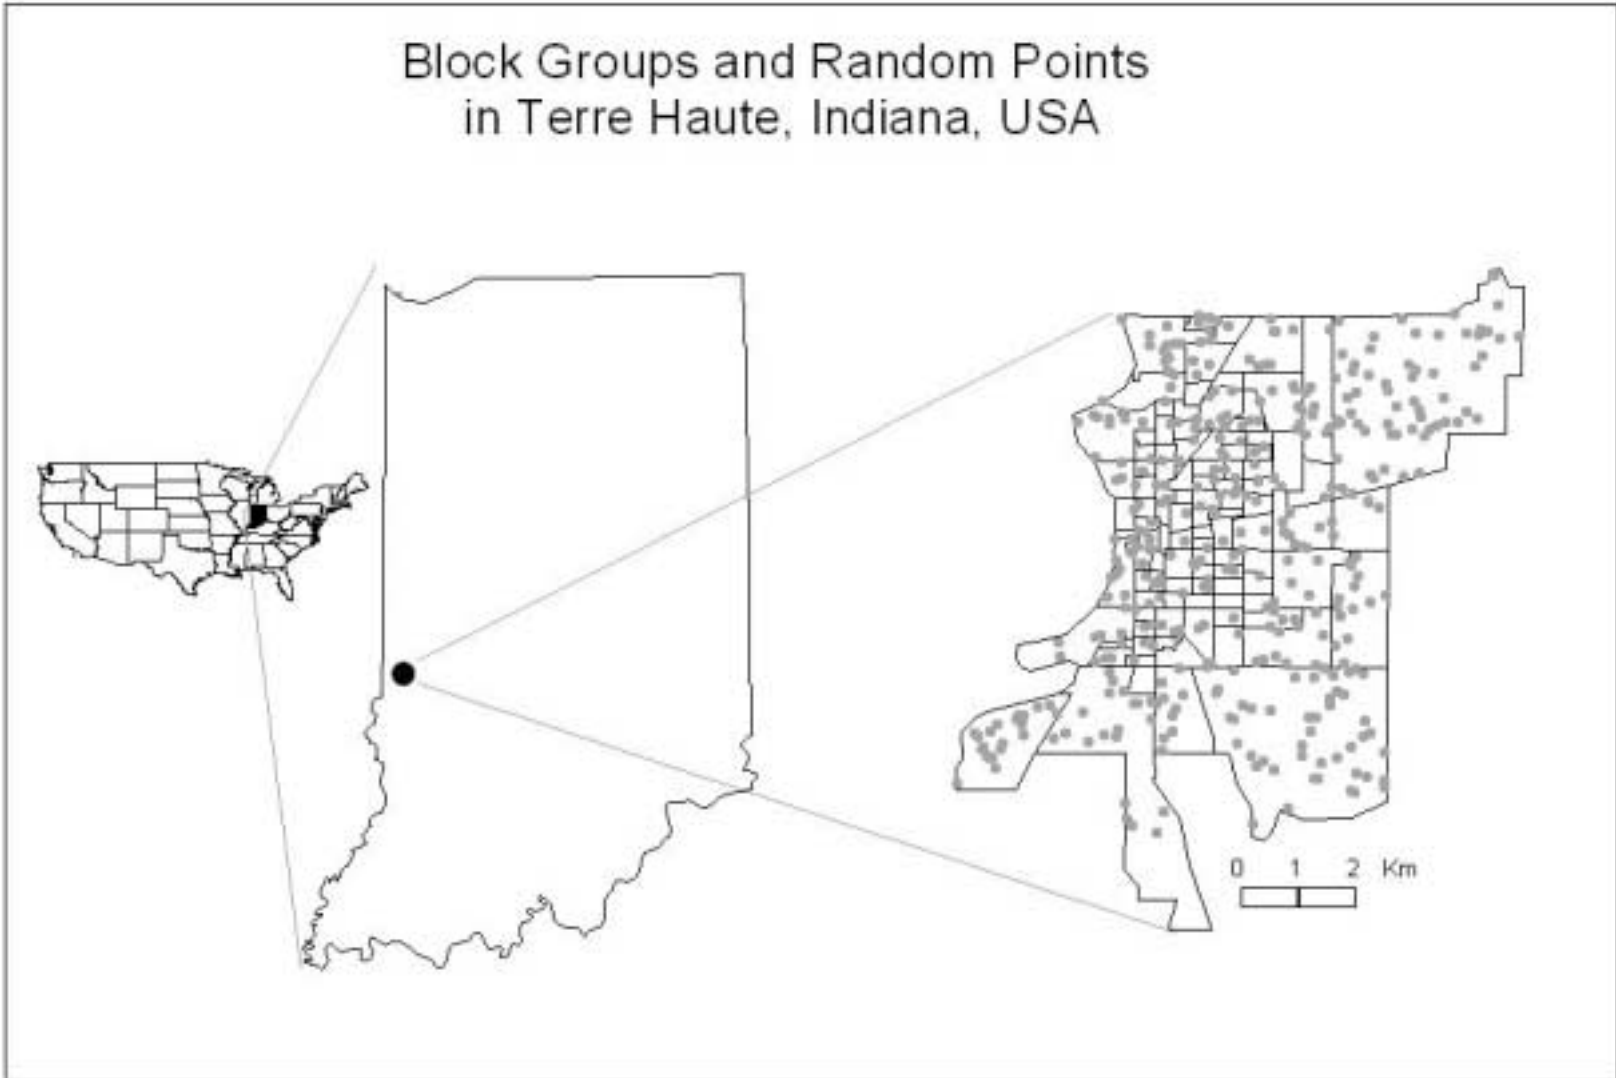 Block Groups and Random Points
in Terre Haute, Indiana, USA
0 1 2 Km